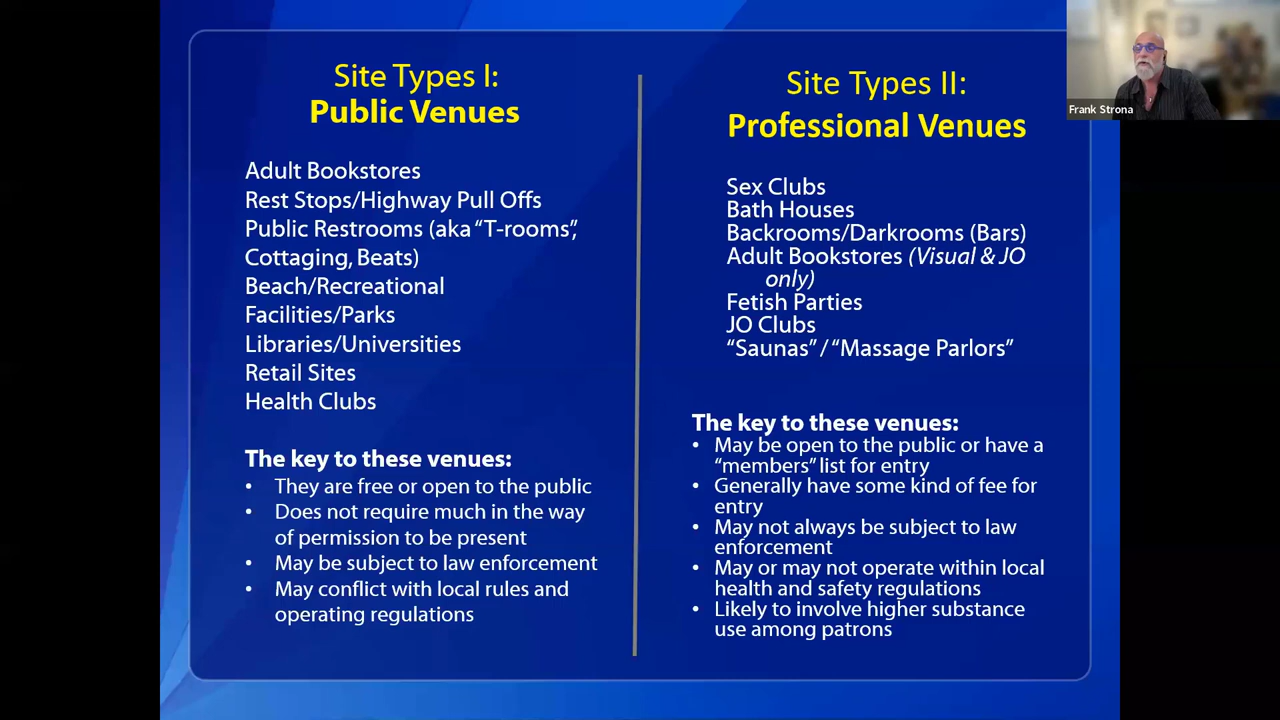 Site Types I:
Public Venues
Adult Bookstores
Rest Stops/Highway Pull Offs
Public Restrooms (aka “T-rooms”,
Cottaging, Beats)
Beach/Recreational
Facilities/Parks
Libraries/Universities
Retail Sites
Health Clubs
The key to these venues:
• They are free or open to the public
• Does not require much in the way
of permission to be present
• May be subject to law enforcement
• May conflict with local rules and
operating regulations
Site Types II:
Professional Venues
Sex Clubs
Bath Houses
Backrooms/Darkrooms (Bars)
Adult Bookstores (Visual & JO
only)
Fetish Parties
JO Clubs
“Saunas” / “Massage Parlors”
The key to these venues:
• May be open to the public or have a
“members” list for entry
• Generally have some kind of fee for
entry
• May not always be subject to law
enforcement
• May or may not operate within local
health and safety regulations
• Likely to involve higher substance
use among patrons
Frank Strona